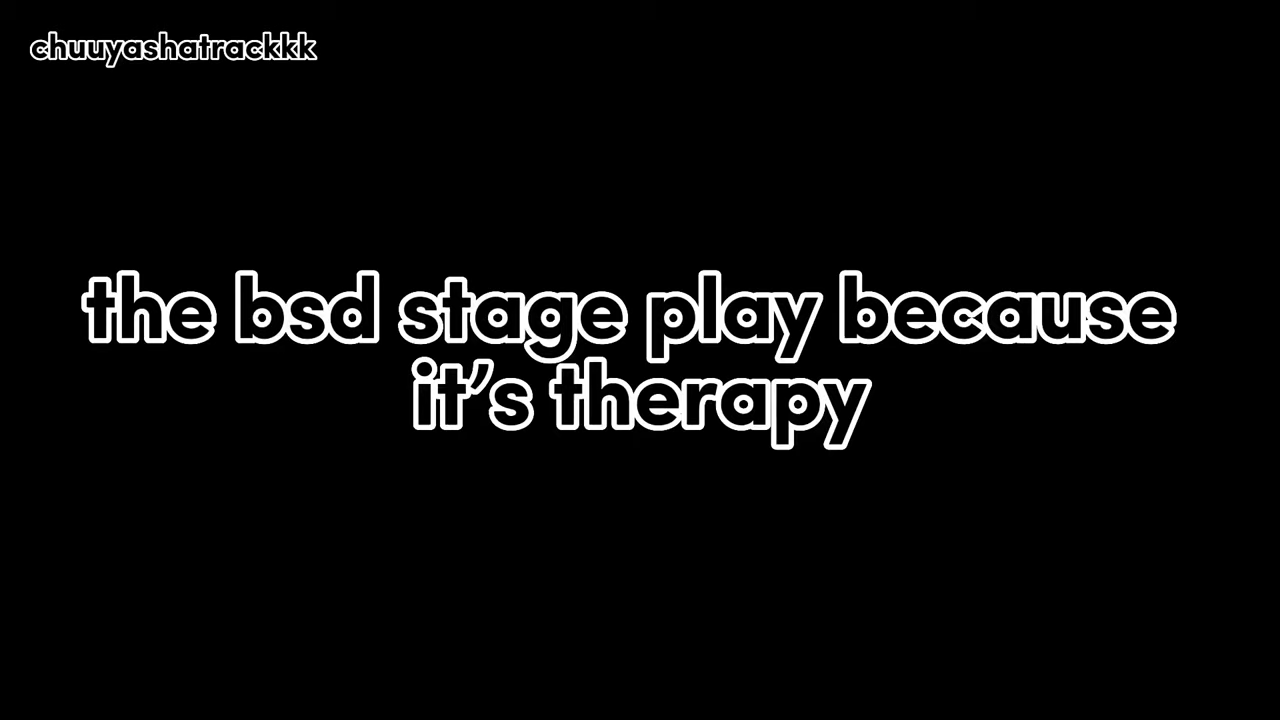 chuuyashatrackkk
the bsd stage play because
it's therapy